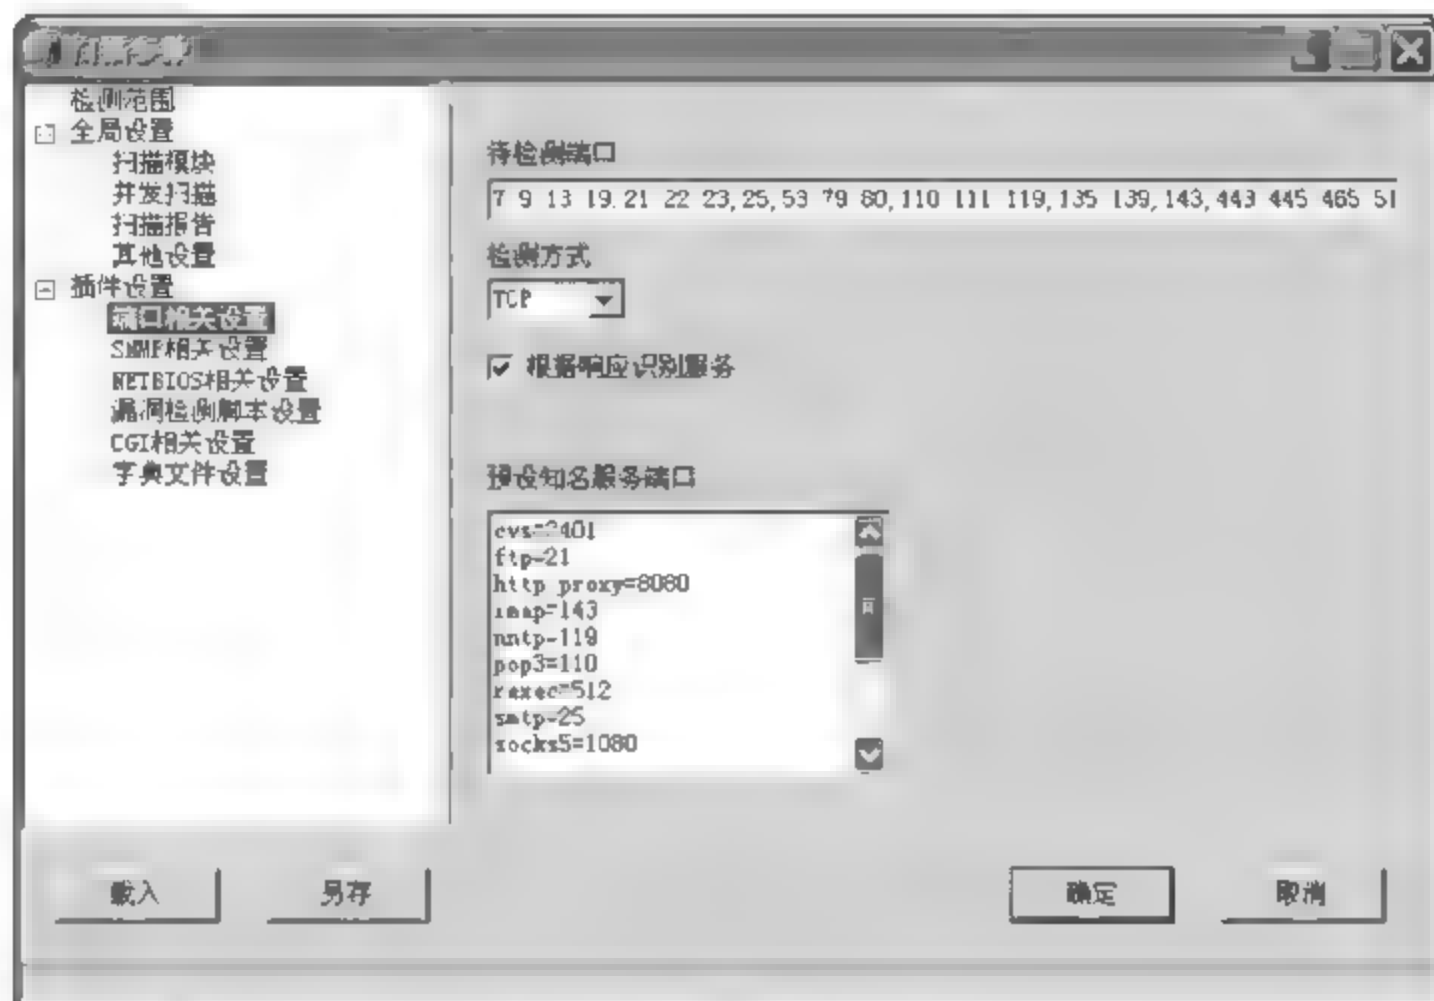 扫描参数
检测范围
全局设置
扫描模块
并发扫描
扫描报告
其他设置
插件设置
端口相关设置
SNMP相关设置
NETBIOS相关设置
漏洞检测脚本设置
CGI相关设置
字典文件设置
待检测端口
7,9,13,19,21,22,23,25,53,79,80,110,111,119,135,139,143,443,445,465,51
检测方式
TCP
根据响应识别服务
预设知名服务端口
cvs=2401
ftp=21
http proxy=8080
imap=143
nntp=119
pop3=110
rexec=512
smtp=25
socks5=1080
载入
另存
确定
取消